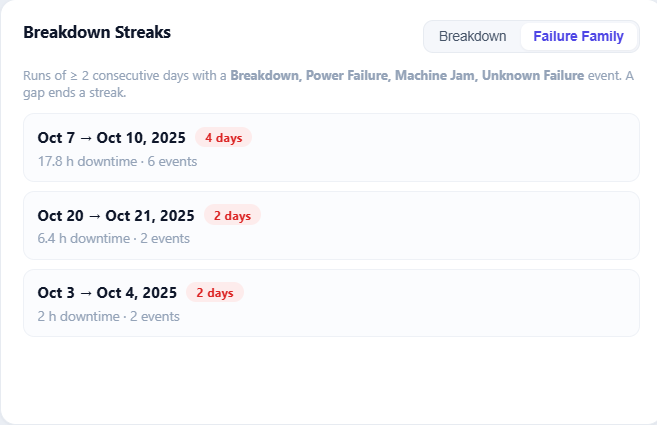 Breakdown Streaks
Breakdown
Failure Family
Runs of ≥ 2 consecutive days with a Breakdown, Power Failure, Machine Jam, Unknown Failure event. A
gap ends a streak.
Oct 7 → Oct 10, 2025 4 days
17.8 h downtime · 6 events
Oct 20 → Oct 21, 2025 2 days
6.4 h downtime · 2 events
Oct 3 → Oct 4, 2025 2 days
2 h downtime · 2 events